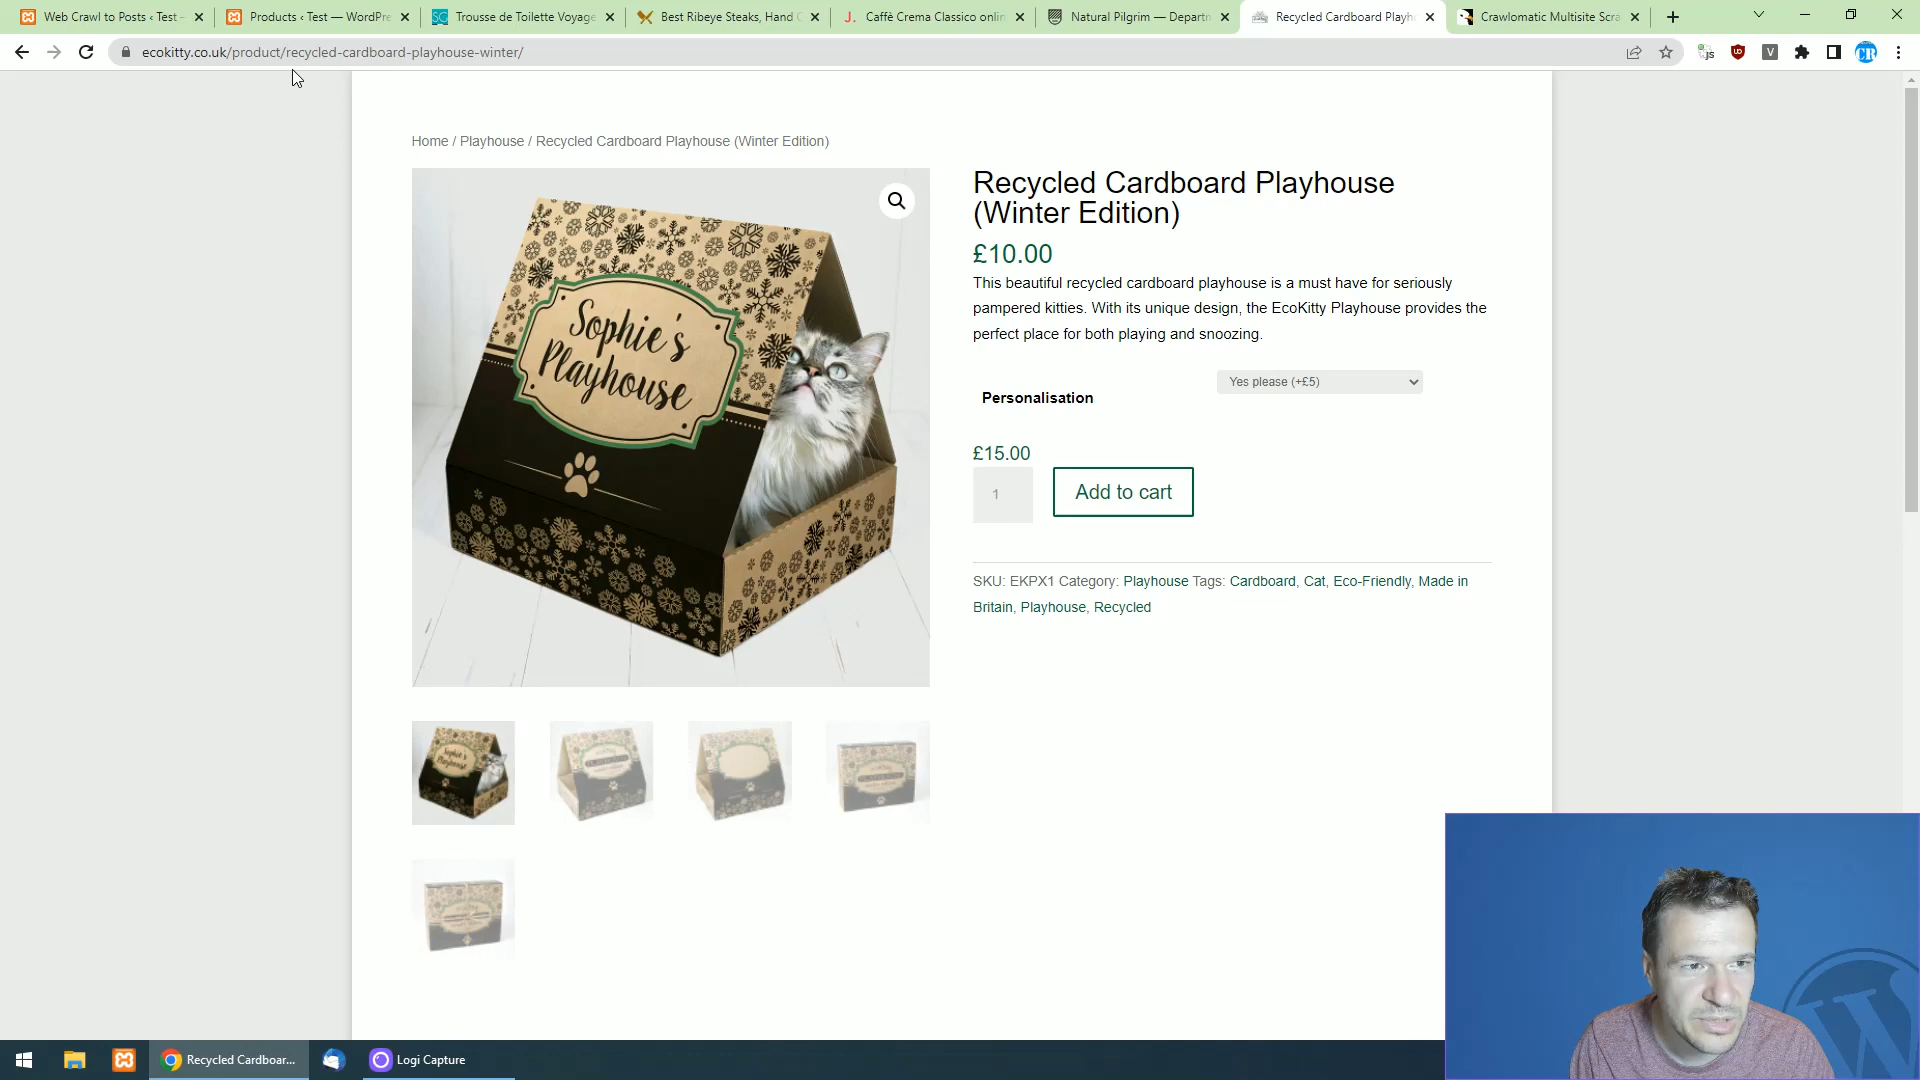 Web Crawl to Posts ‹ Test –
Products ‹ Test — WordPre
Trousse de Toilette Voyage
Best Ribeye Steaks, Hand C
Caffè Crema Classico onlin
Natural Pilgrim — Departm
Recycled Cardboard Playh
Crawlomatic Multisite Scra
ecokitty.co.uk/product/recycled-cardboard-playhouse-winter/
Home / Playhouse / Recycled Cardboard Playhouse (Winter Edition)
Sophie's
Playhouse
Recycled Cardboard Playhouse
(Winter Edition)
£10.00
This beautiful recycled cardboard playhouse is a must have for seriously
pampered kitties. With its unique design, the EcoKitty Playhouse provides the
perfect place for both playing and snoozing.
Personalisation
Yes please (+£5)
£15.00
1
Add to cart
SKU: EKPX1 Category: Playhouse Tags: Cardboard, Cat, Eco-Friendly, Made in
Britain, Playhouse, Recycled
Recycled Cardboar...
Logi Capture